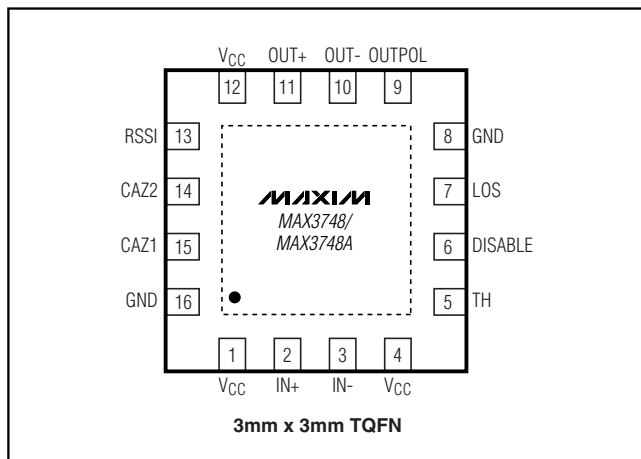 VCC OUT+ OUT- OUTPOL
12 11 10 9
RSSI 13 8 GND
CAZ2 14 7 LOS
CAZ1 15 6 DISABLE
GND 16 5 TH
MAXIM
MAX3748/
MAX3748A
1 2 3 4
VCC IN+ IN- VCC
3mm x 3mm TQFN